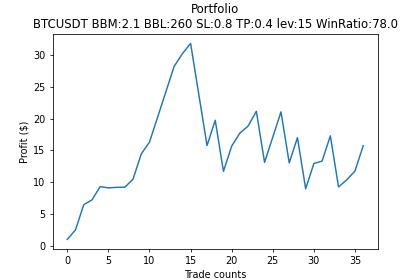 Portfolio
BTCUSDT BBM:2.1 BBL:260 SL:0.8 TP:0.4 lev:15 WinRatio:78.0
30
25
20
15
10
5
0
Profit ($)
0 5 10 15 20 25 30 35
Trade counts